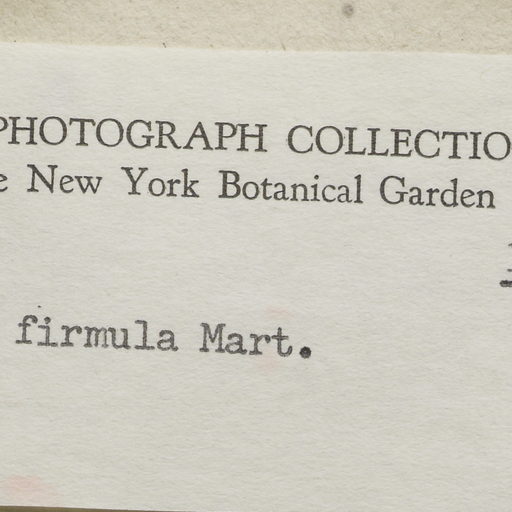 PHOTOGRAPH COLLECTIO
New York Botanical Garden
firmula Mart.